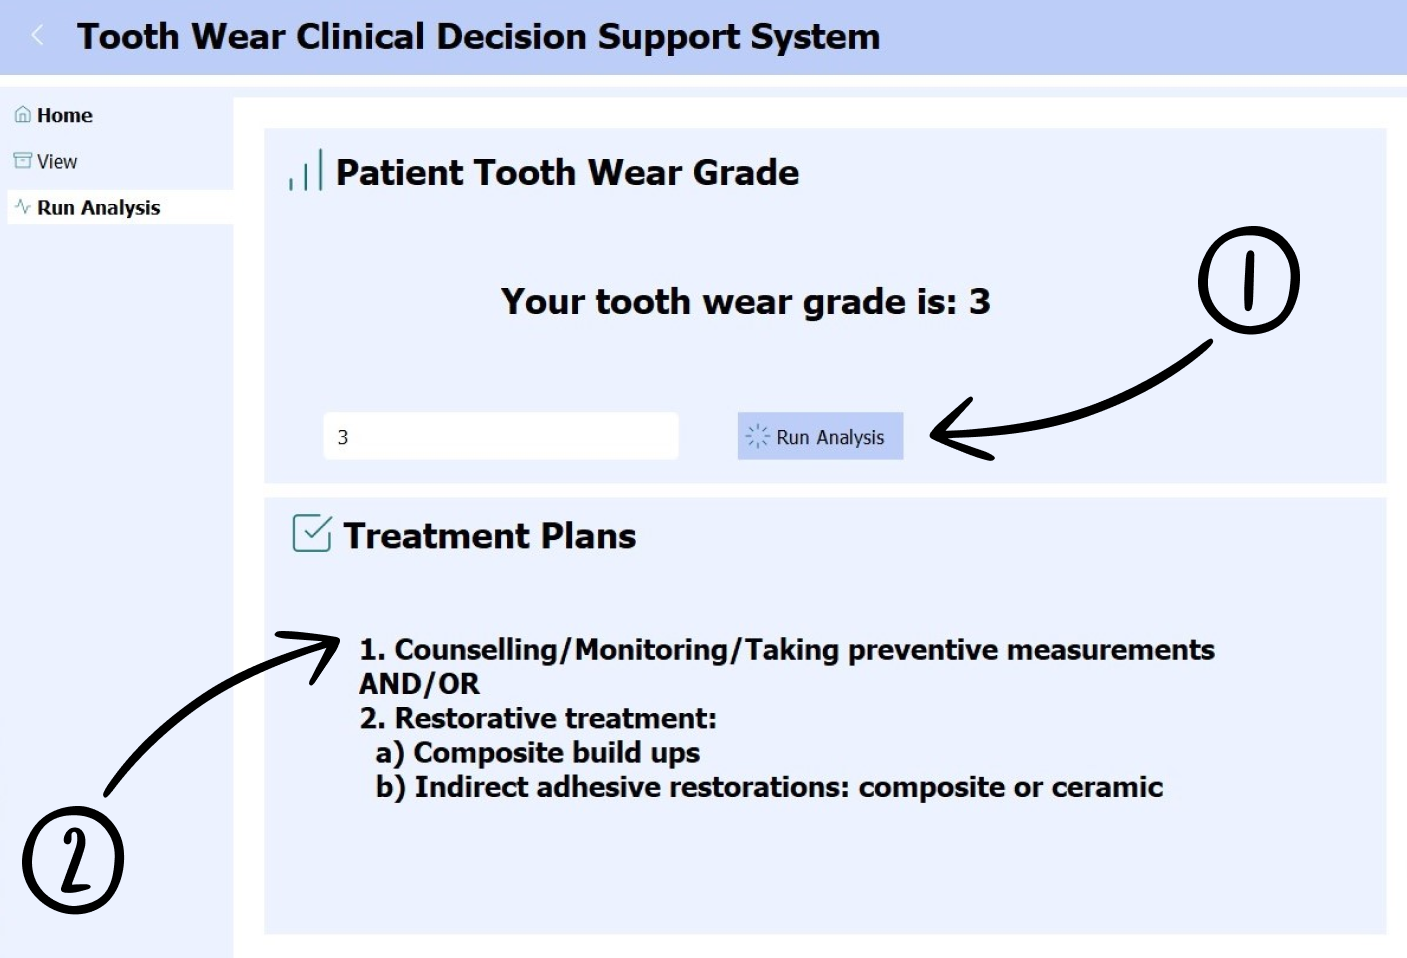 Tooth Wear Clinical Decision Support System
Home
View
Run Analysis
Patient Tooth Wear Grade
Your tooth wear grade is: 3
1
3
Run Analysis
Treatment Plans
1. Counselling/Monitoring/Taking preventive measurements
AND/OR
2. Restorative treatment:
a) Composite build ups
b) Indirect adhesive restorations: composite or ceramic
2